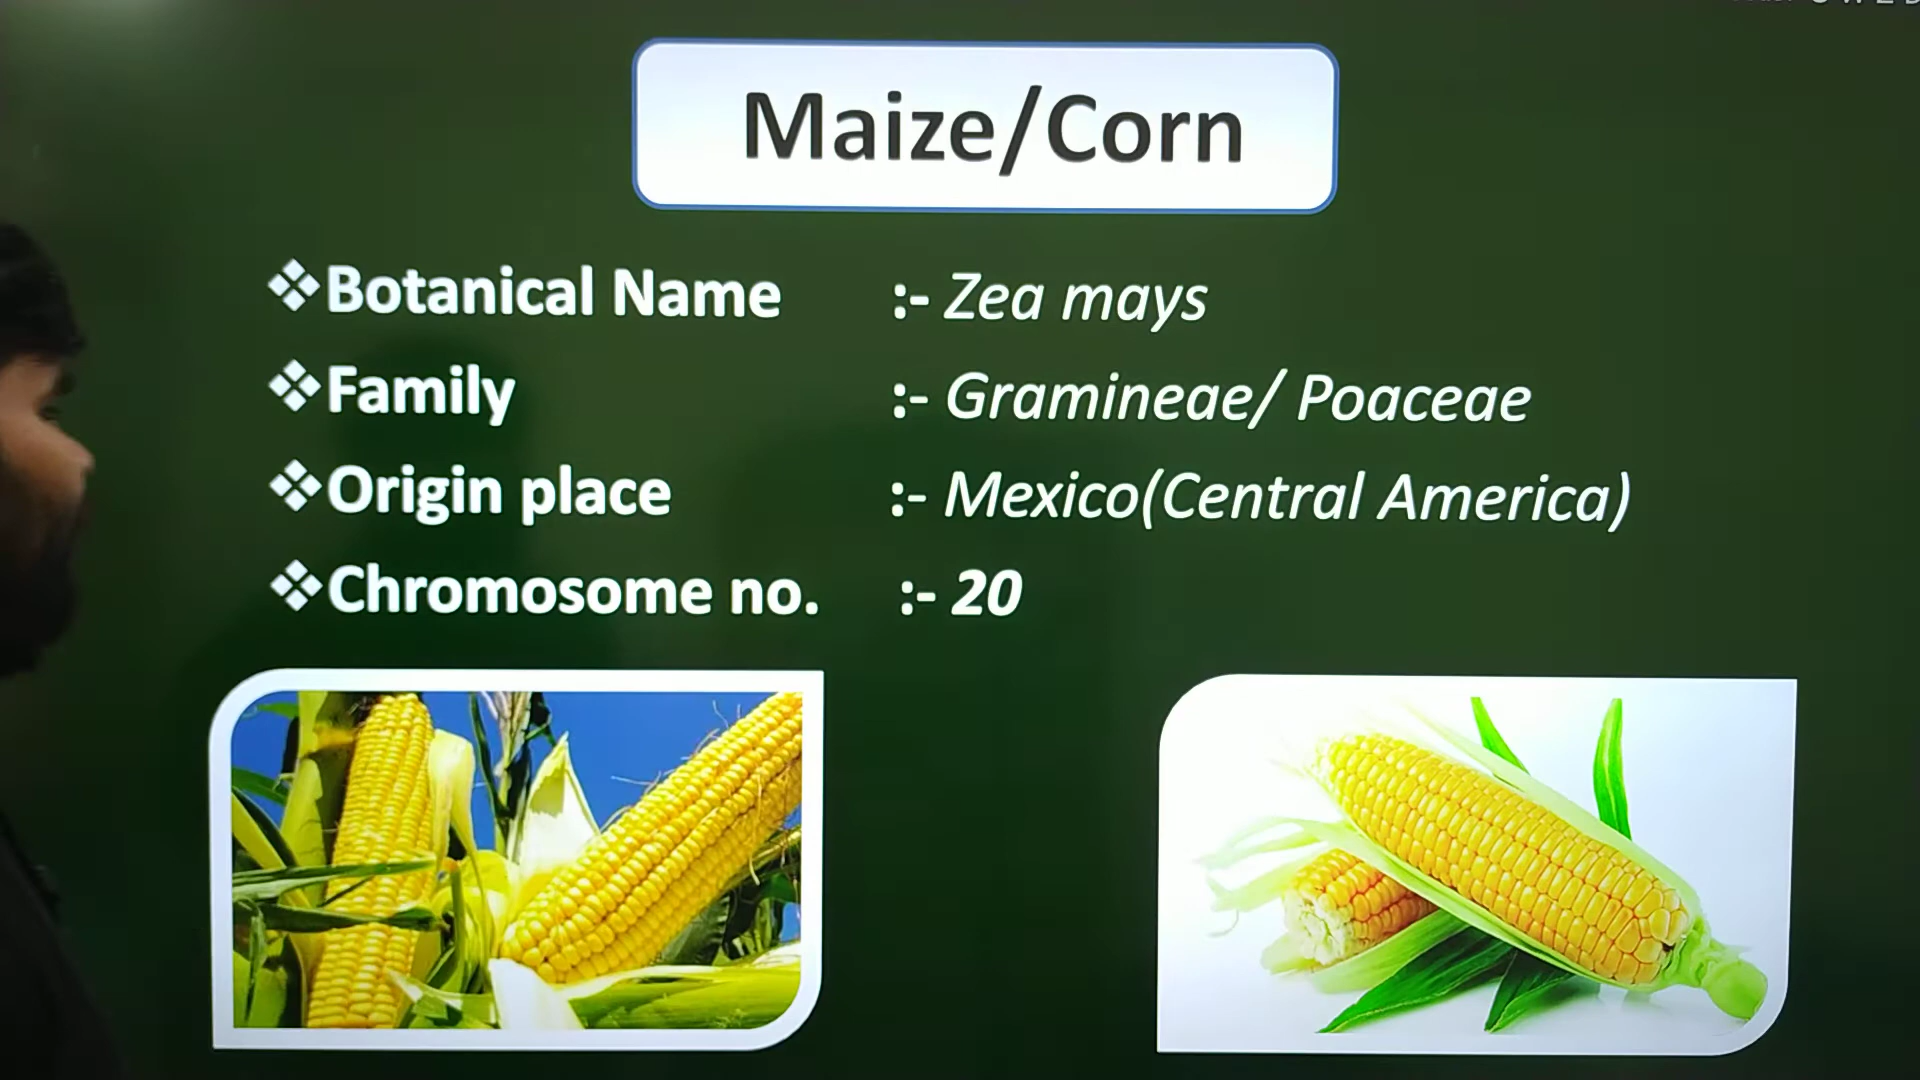 Maize/Corn
❖Botanical Name :- Zea mays
❖Family :- Gramineae/ Poaceae
❖Origin place :- Mexico(Central America)
❖Chromosome no. :- 20